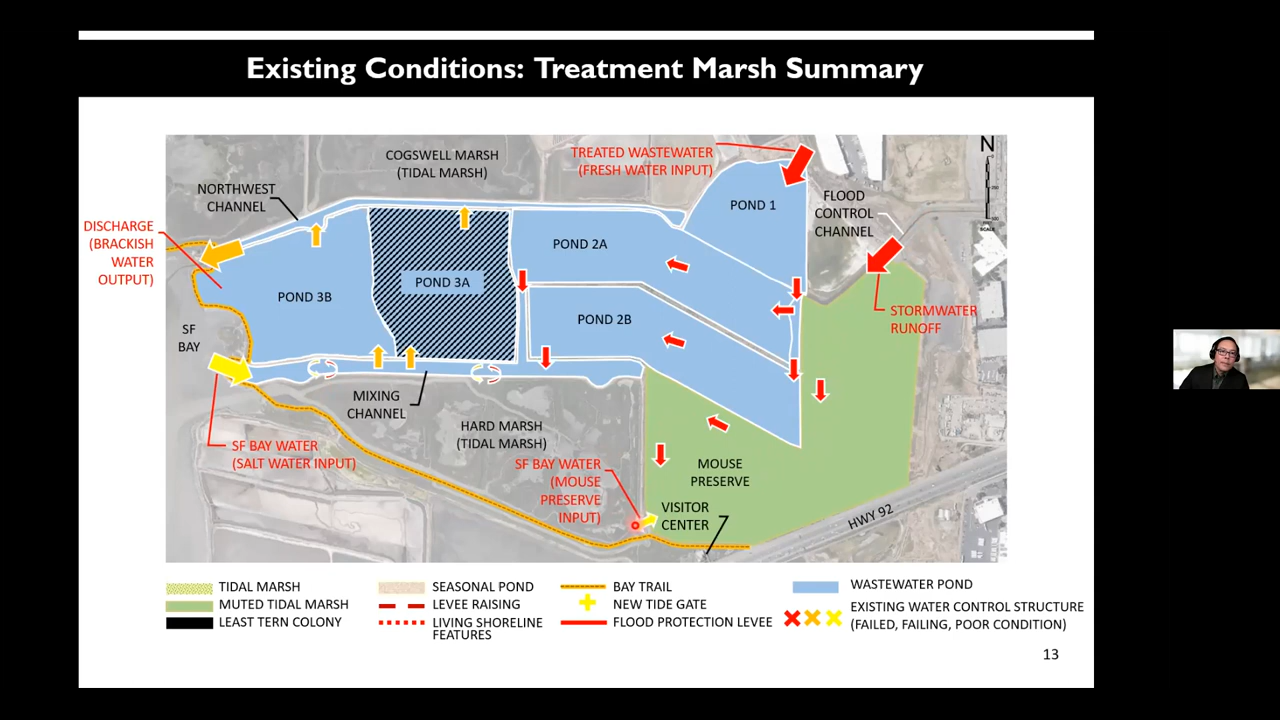 Existing Conditions: Treatment Marsh Summary
COGSWELL MARSH
(TIDAL MARSH)
TREATED WASTEWATER
(FRESH WATER INPUT)
N
NORTHWEST
CHANNEL
POND 1
FLOOD
CONTROL
CHANNEL
SCALE
DISCHARGE
(BRACKISH
WATER
OUTPUT)
POND 2A
POND 3A
POND 3B
STORMWATER
RUNOFF
POND 2B
SF
BAY
MIXING
CHANNEL
HARD MARSH
(TIDAL MARSH)
SF BAY WATER
(SALT WATER INPUT)
SF BAY WATER
(MOUSE
PRESERVE
INPUT)
MOUSE
PRESERVE
VISITOR
CENTER
HWY 92
TIDAL MARSH
MUTED TIDAL MARSH
LEAST TERN COLONY
SEASONAL POND
LEVEE RAISING
LIVING SHORELINE
FEATURES
BAY TRAIL
NEW TIDE GATE
FLOOD PROTECTION LEVEE
WASTEWATER POND
EXISTING WATER CONTROL STRUCTURE
(FAILED, FAILING, POOR CONDITION)
13